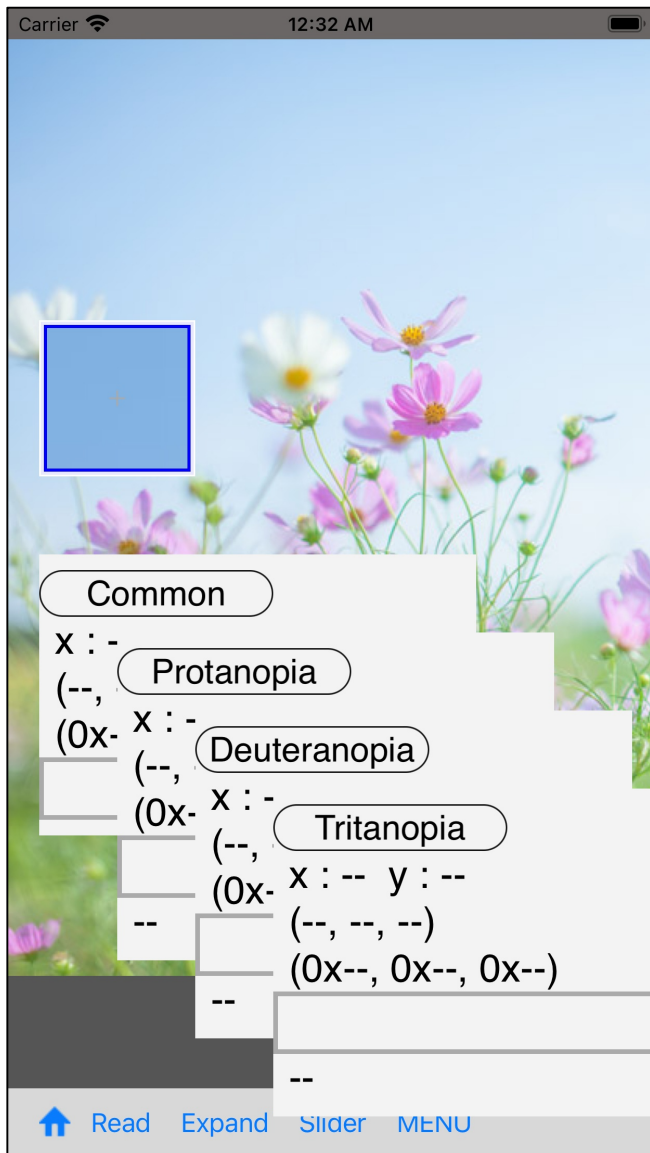 Carrier 12:32 AM
Common
x : -
(--,
(0x-
Protanopia
x : -
(--,
(0x-
--
Deuteranopia
x : -
(--,
(0x-
--
Tritanopia
x : -- y : --
(--, --, --)
(0x--, 0x--, 0x--)
--
Read Expand Slider MENU